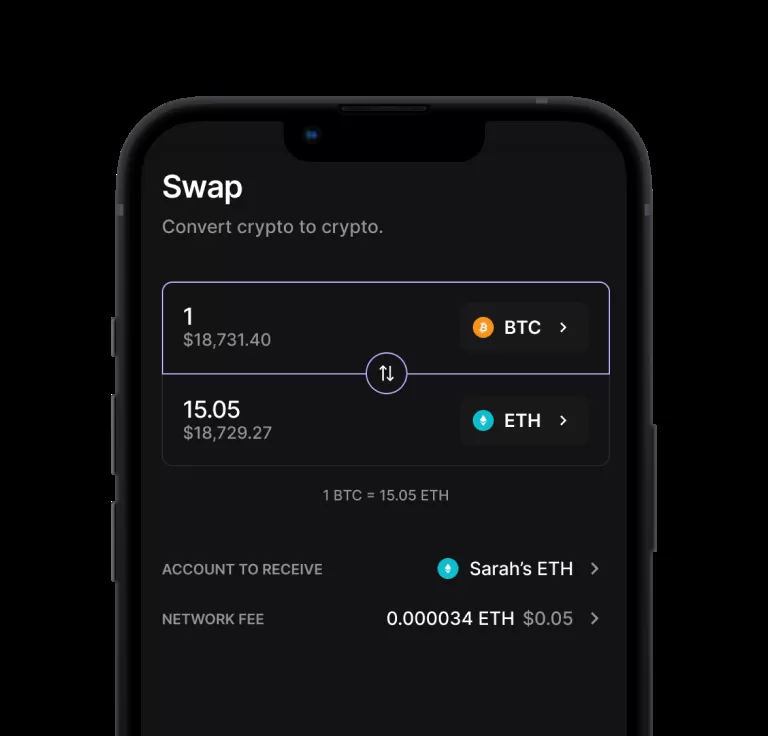 Swap
Convert crypto to crypto.
1
$18,731.40
BTC
15.05
$18,729.27
ETH
1 BTC = 15.05 ETH
ACCOUNT TO RECEIVE Sarah’s ETH
NETWORK FEE 0.000034 ETH $0.05